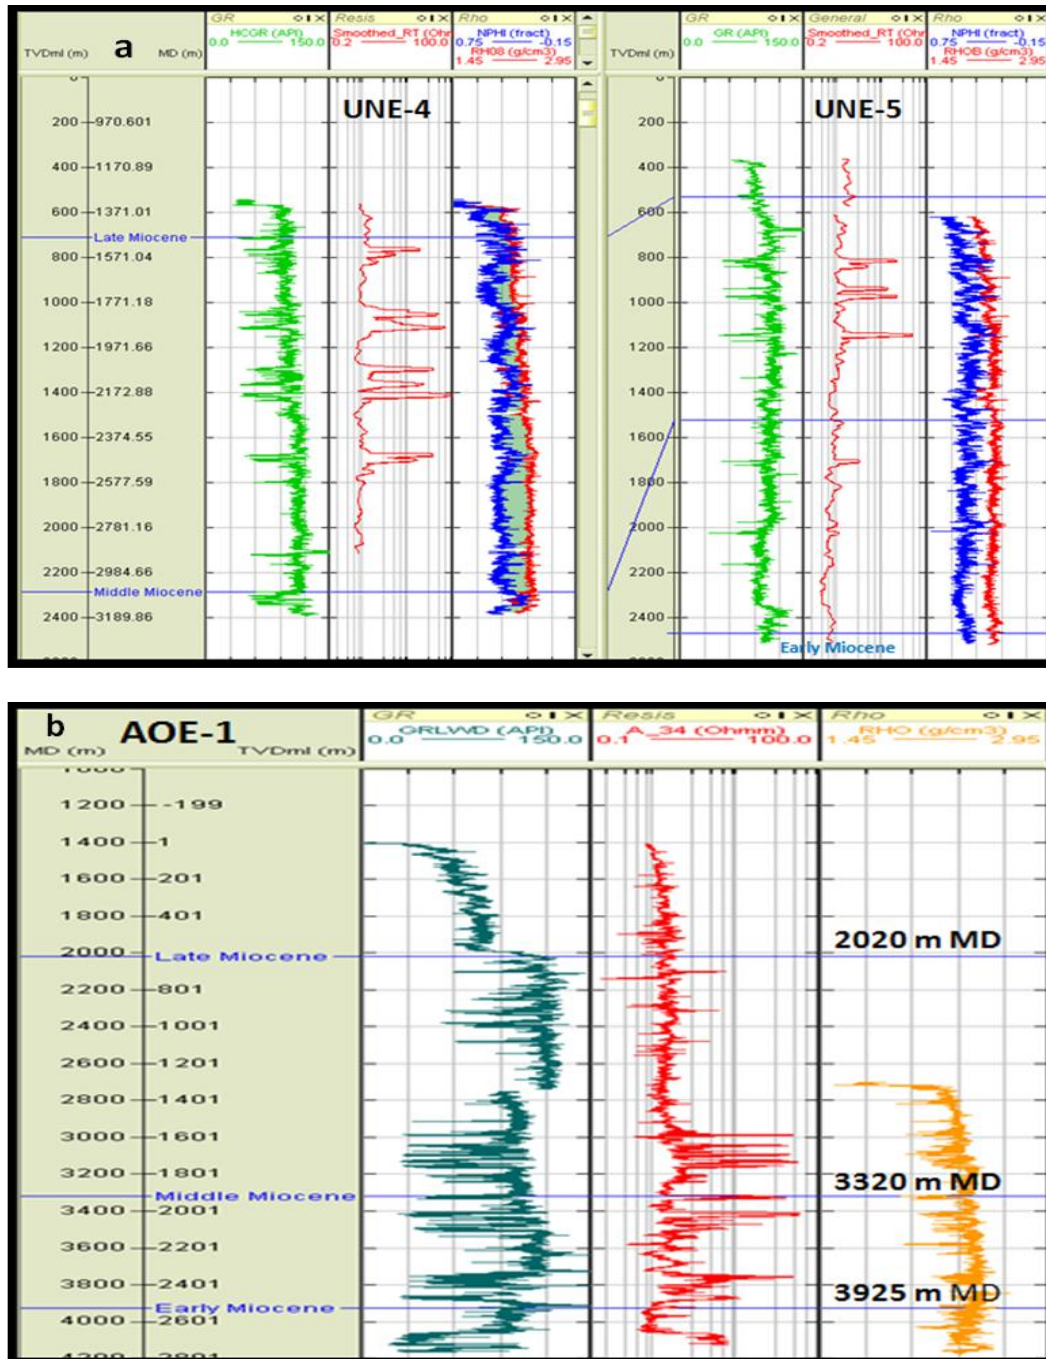 a
GR
Resis
Rho
TVDml (m)
MD (m)
HCGR (API)
0.0 150.0
Smoothed_RT (Ohr
0.2 100.0
NPHI (fract)
0.75 -0.15
RH08 (g/cm3)
1.45 2.95
UNE-4
200 970.601
400 1170.89
600 1371.01
Late Miocene
800 1571.04
1000 1771.18
1200 1971.66
1400 2172.88
1600 2374.55
1800 2577.59
2000 2781.16
2200 2984.66
Middle Miocene
2400 3189.86
GR
General
Rho
TVDml (m)
GR (API)
0.0 150.0
Smoothed_RT (Ohr
0.2 100.0
NPHI (fract)
0.75 -0.15
RHOB (g/cm3)
1.45 2.95
UNE-5
200
400
600
800
1000
1200
1400
1600
1800
2000
2200
2400
Early Miocene
b
AOE-1
MD (m)
TVDml (m)
GR
GRLWD (API)
0.0 150.0
Resis
A_34 (Ohmm)
0.1 100.0
Rho
RHO (g/cm3)
1.45 2.95
1200 -199
1400 1
1600 201
1800 401
2000
Late Miocene
2020 m MD
2200 801
2400 1001
2600 1201
2800 1401
3000 1601
3200 1801
Middle Miocene
3320 m MD
3400 2001
3600 2201
3800 2401
Early Miocene
3925 m MD
4000 2601